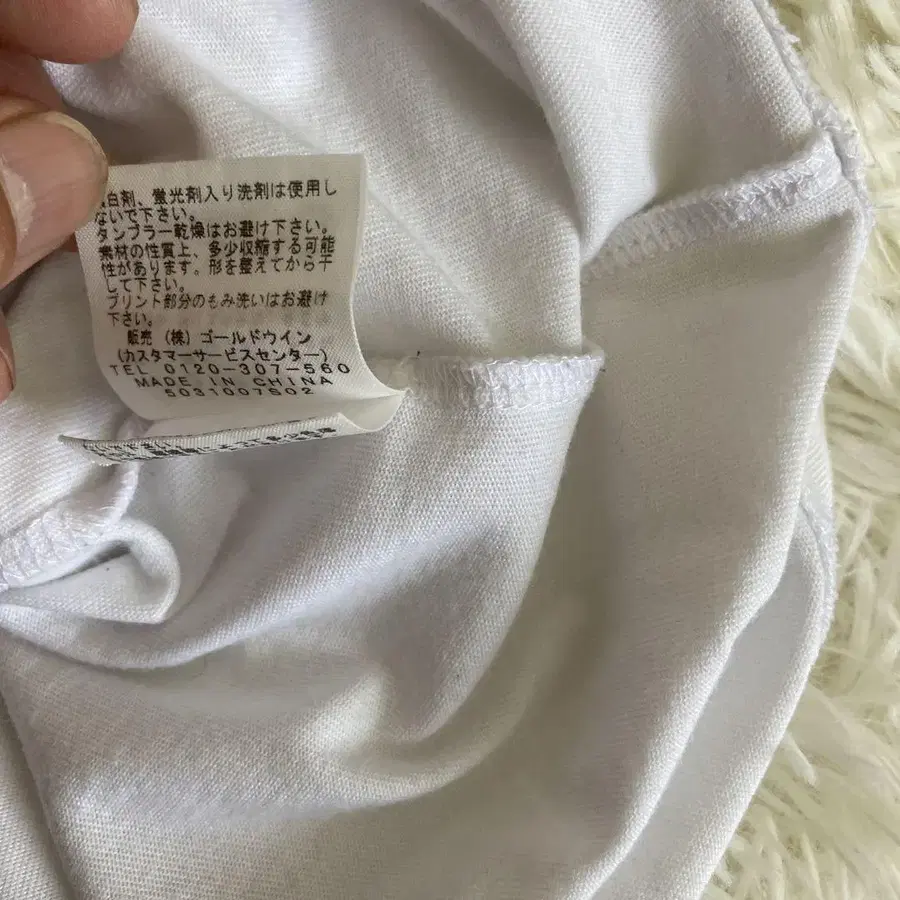 白剤、蛍光剤入り洗剤は使用し
ないで下さい。
タンブラー乾燥はお避け下さい。
素材の性質上、多少収縮する可能
性があります。形を整えてから干
して下さい。
プリント部分のもみ洗いはお避け
下さい。
販売 (株) ゴールドウイン
(カスタマーサービスセンター)
TEL 0120-307-560
MADE IN CHINA
5031007S02